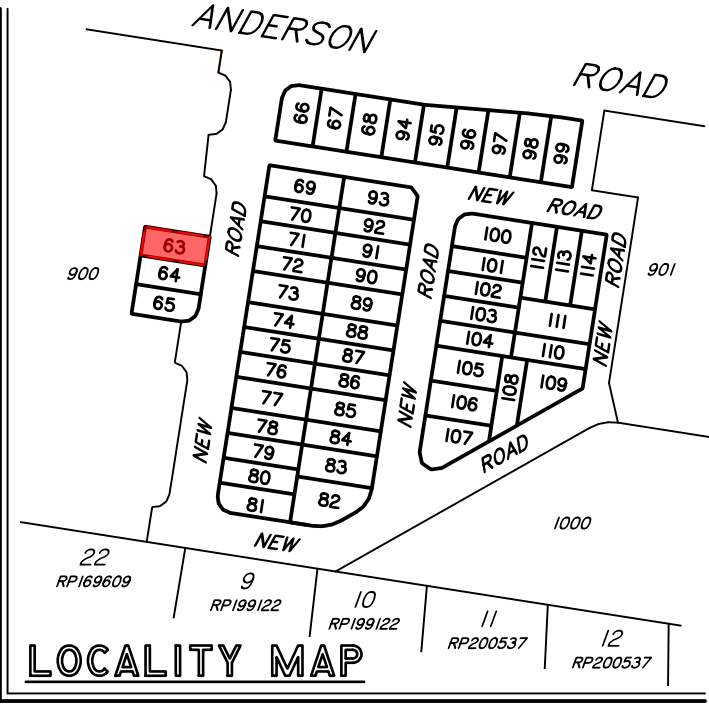 ANDERSON ROAD
66 67 68 94 95 96 97 98 99
NEW ROAD
69 93
70 92
71 91
72 90
73 89
74 88
75 87
76 86
77 85
78 84
79 83
80
81 82
ROAD
NEW
63
64
65
900
ROAD
NEW
100 112 113 114
101
102
103 111
104 110
105 108 109
106
107
ROAD
NEW
901
ROAD
NEW
1000
22
RP169609
9
RP199122
10
RP199122
11
RP200537
12
RP200537
LOCALITY MAP